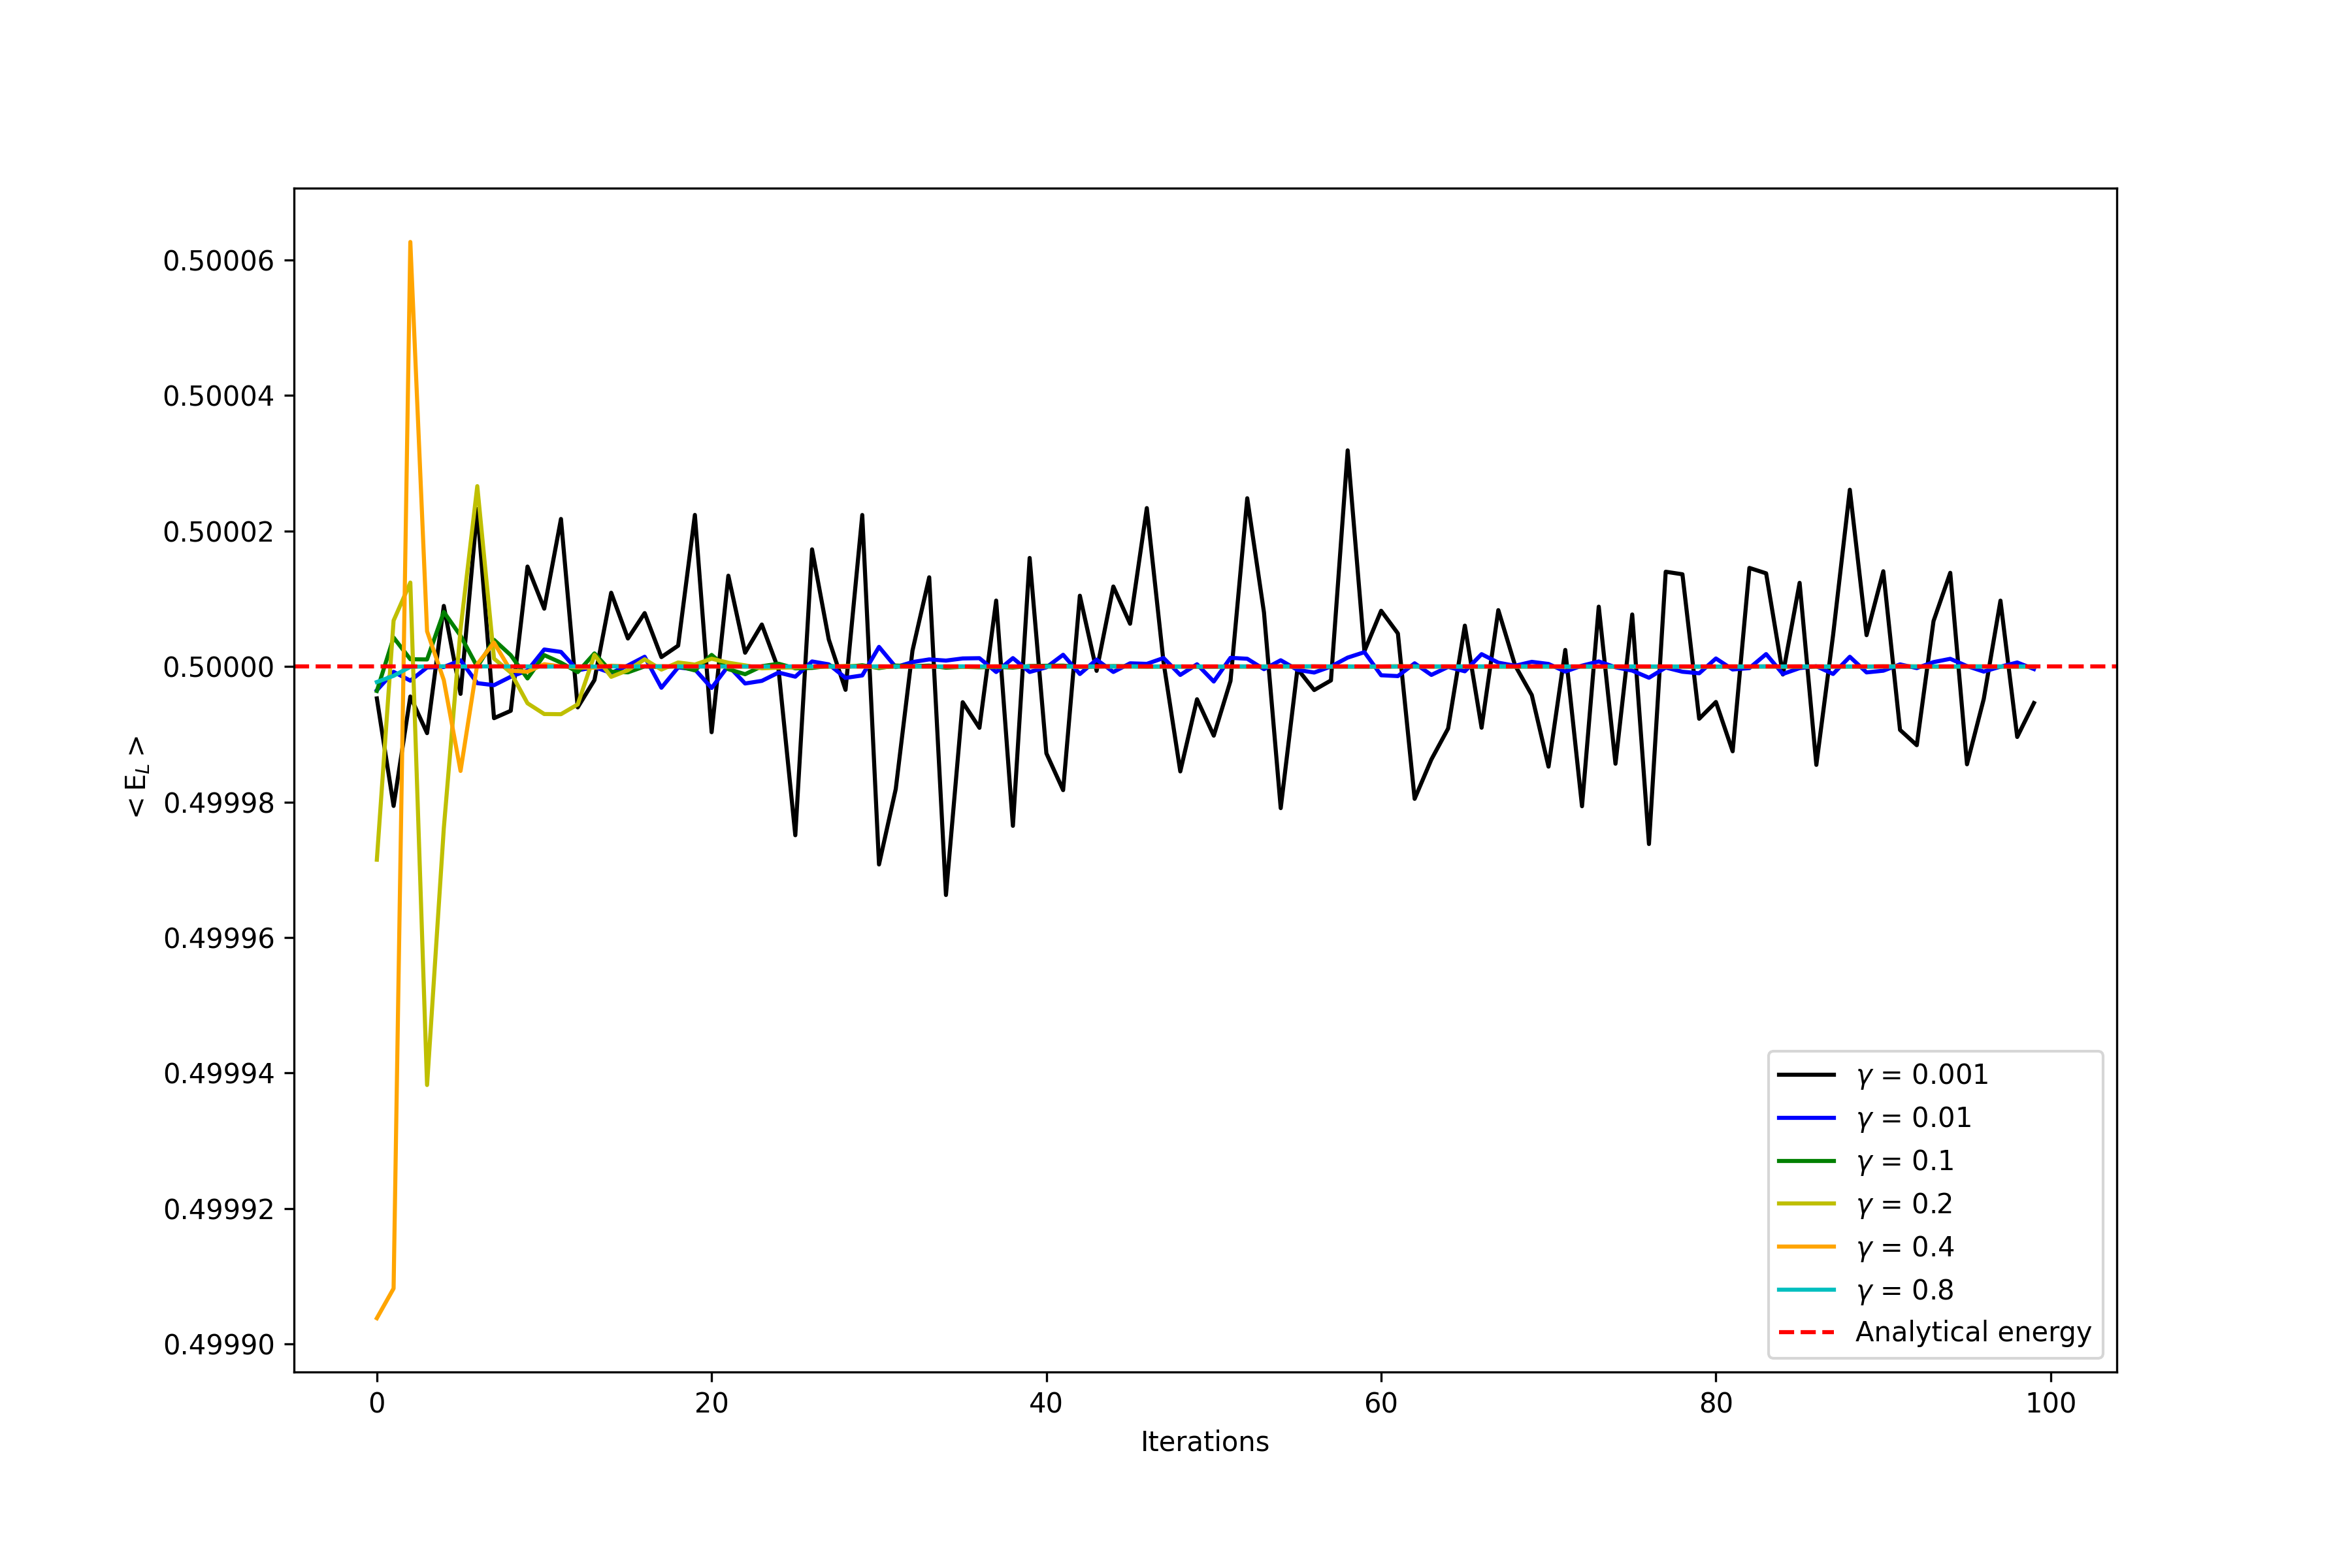 0.50006
0.50004
0.50002
0.50000
0.49998
0.49996
0.49994
0.49992
0.49990
< E_L >
0 20 40 60 80 100
Iterations
γ = 0.001
γ = 0.01
γ = 0.1
γ = 0.2
γ = 0.4
γ = 0.8
Analytical energy